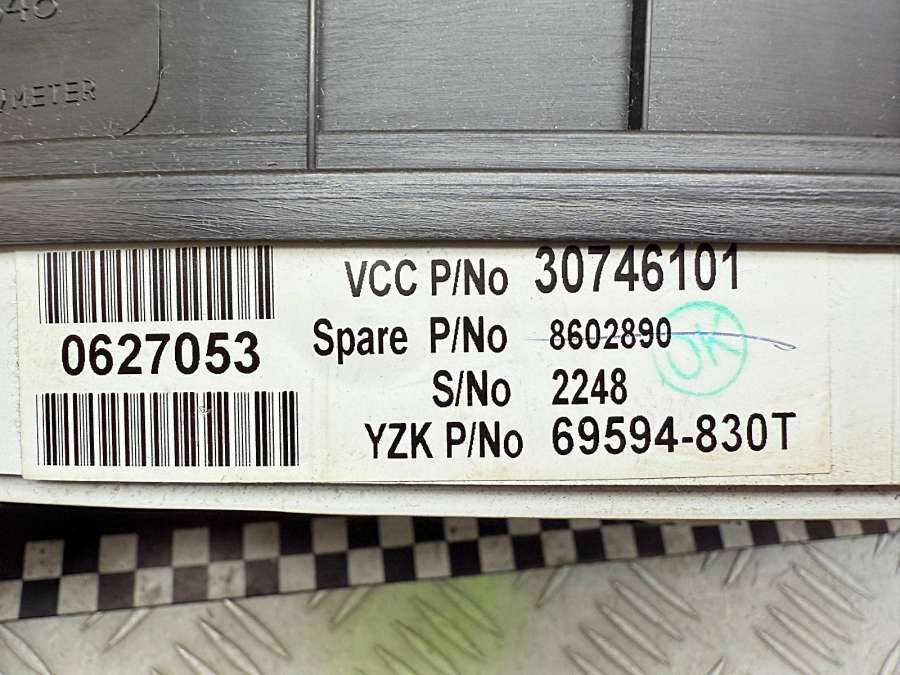 METER
VCC P/No 30746101
0627053
Spare P/No 8602890
OK
S/No 2248
YZK P/No 69594-830T